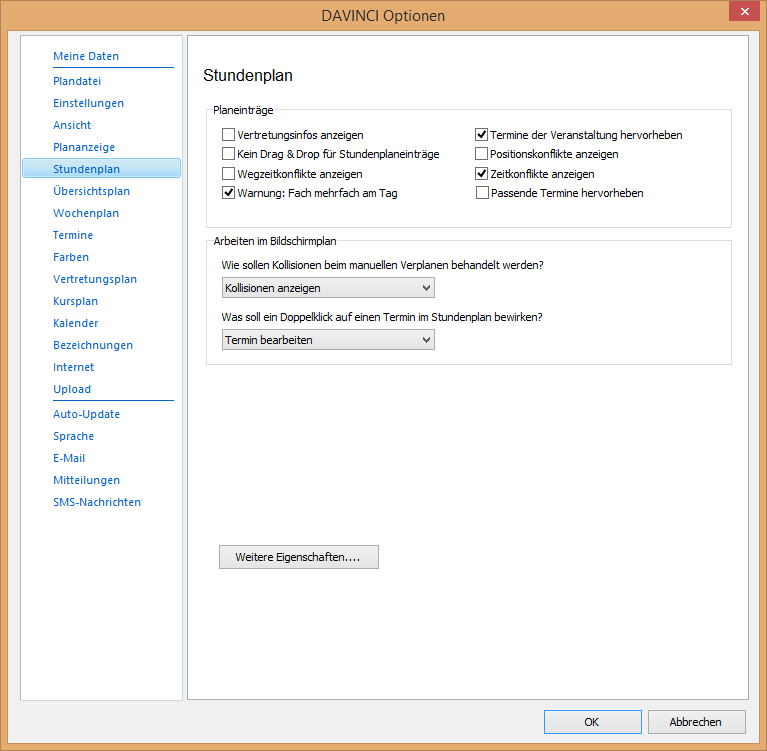 DAVINCI Optionen
Meine Daten
Plandatei
Einstellungen
Ansicht
Plananzeige
Stundenplan
Übersichtsplan
Wochenplan
Termine
Farben
Vertretungsplan
Kursplan
Kalender
Bezeichnungen
Internet
Upload
Auto-Update
Sprache
E-Mail
Mitteilungen
SMS-Nachrichten
Stundenplan
Planeinträge
Vertretungsinfos anzeigen
Kein Drag & Drop für Stundenplaneinträge
Wegzeitkonflikte anzeigen
Warnung: Fach mehrfach am Tag
Termine der Veranstaltung hervorheben
Positionskonflikte anzeigen
Zeitkonflikte anzeigen
Passende Termine hervorheben
Arbeiten im Bildschirmplan
Wie sollen Kollisionen beim manuellen Verplanen behandelt werden?
Kollisionen anzeigen
Was soll ein Doppelklick auf einen Termin im Stundenplan bewirken?
Termin bearbeiten
Weitere Eigenschaften....
OK
Abbrechen